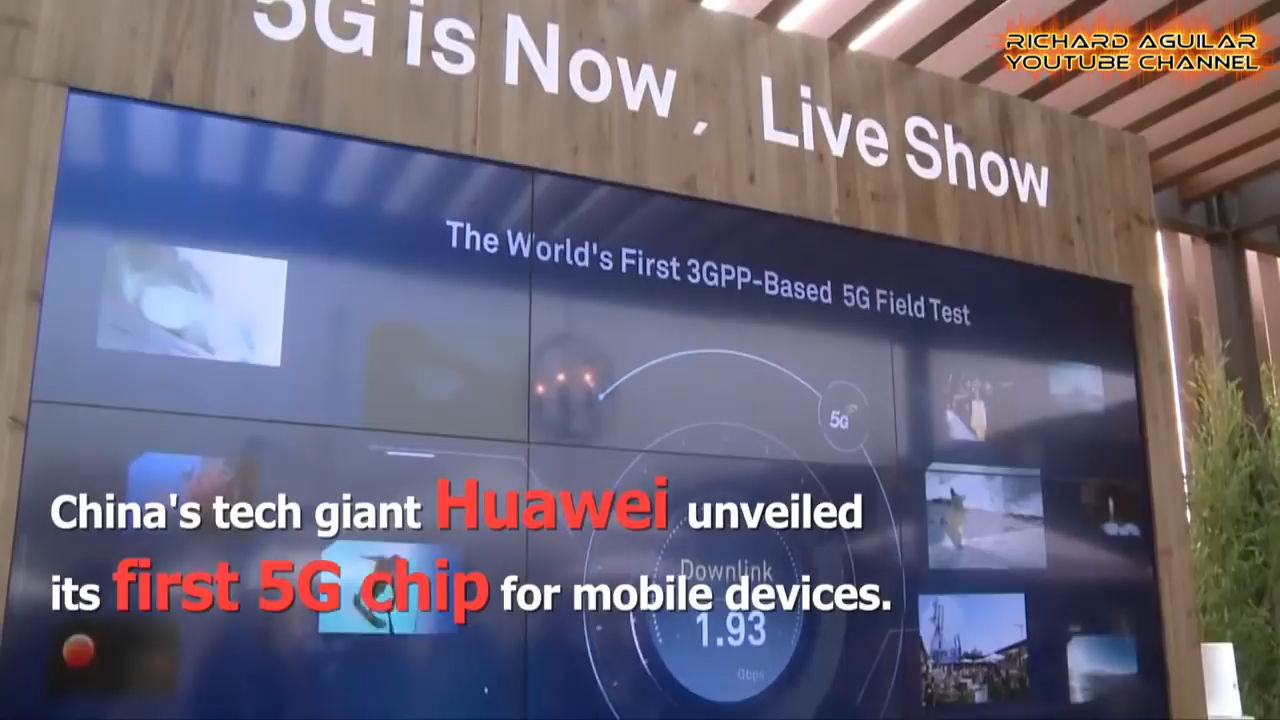 5G is Now, Live Show
RICHARD AGUILAR
YOUTUBE CHANNEL
The World's First 3GPP-Based 5G Field Test
5G
China's tech giant Huawei unveiled
its first 5G chip for mobile devices.
Downlink
1.93
Gbps